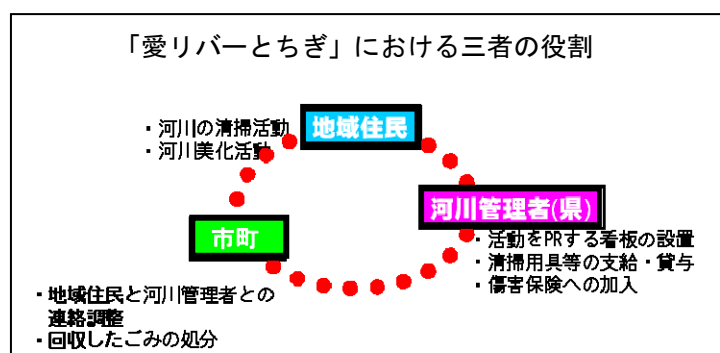 「愛リバーとちぎ」における三者の役割
・河川の清掃活動
・河川美化活動
地域住民
河川管理者(県)
・活動をPRする看板の設置
・清掃用具等の支給・貸与
・傷害保険への加入
市町
・地域住民と河川管理者との
連絡調整
・回収したごみの処分